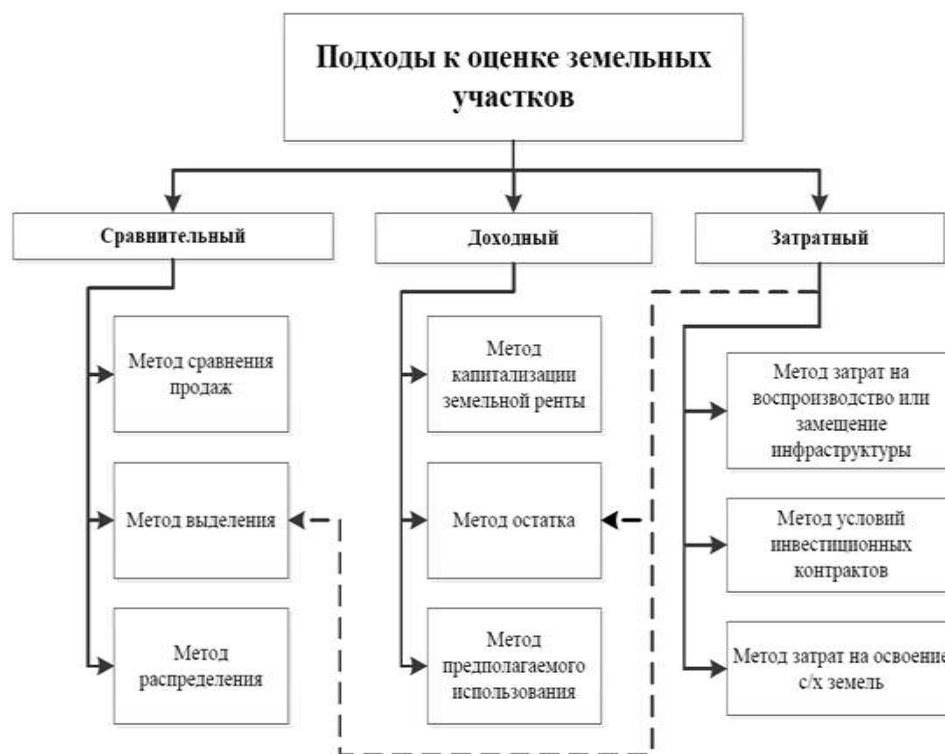 Подходы к оценке земельных
участков
Сравнительный
Доходный
Затратный
Метод сравнения
продаж
Метод выделения
Метод
распределения
Метод
капитализации
земельной ренты
Метод остатка
Метод
предполагаемого
использования
Метод затрат на
воспроизводство или
замещение
инфраструктуры
Метод условий
инвестиционных
контрактов
Метод затрат на освоение
с/х земель